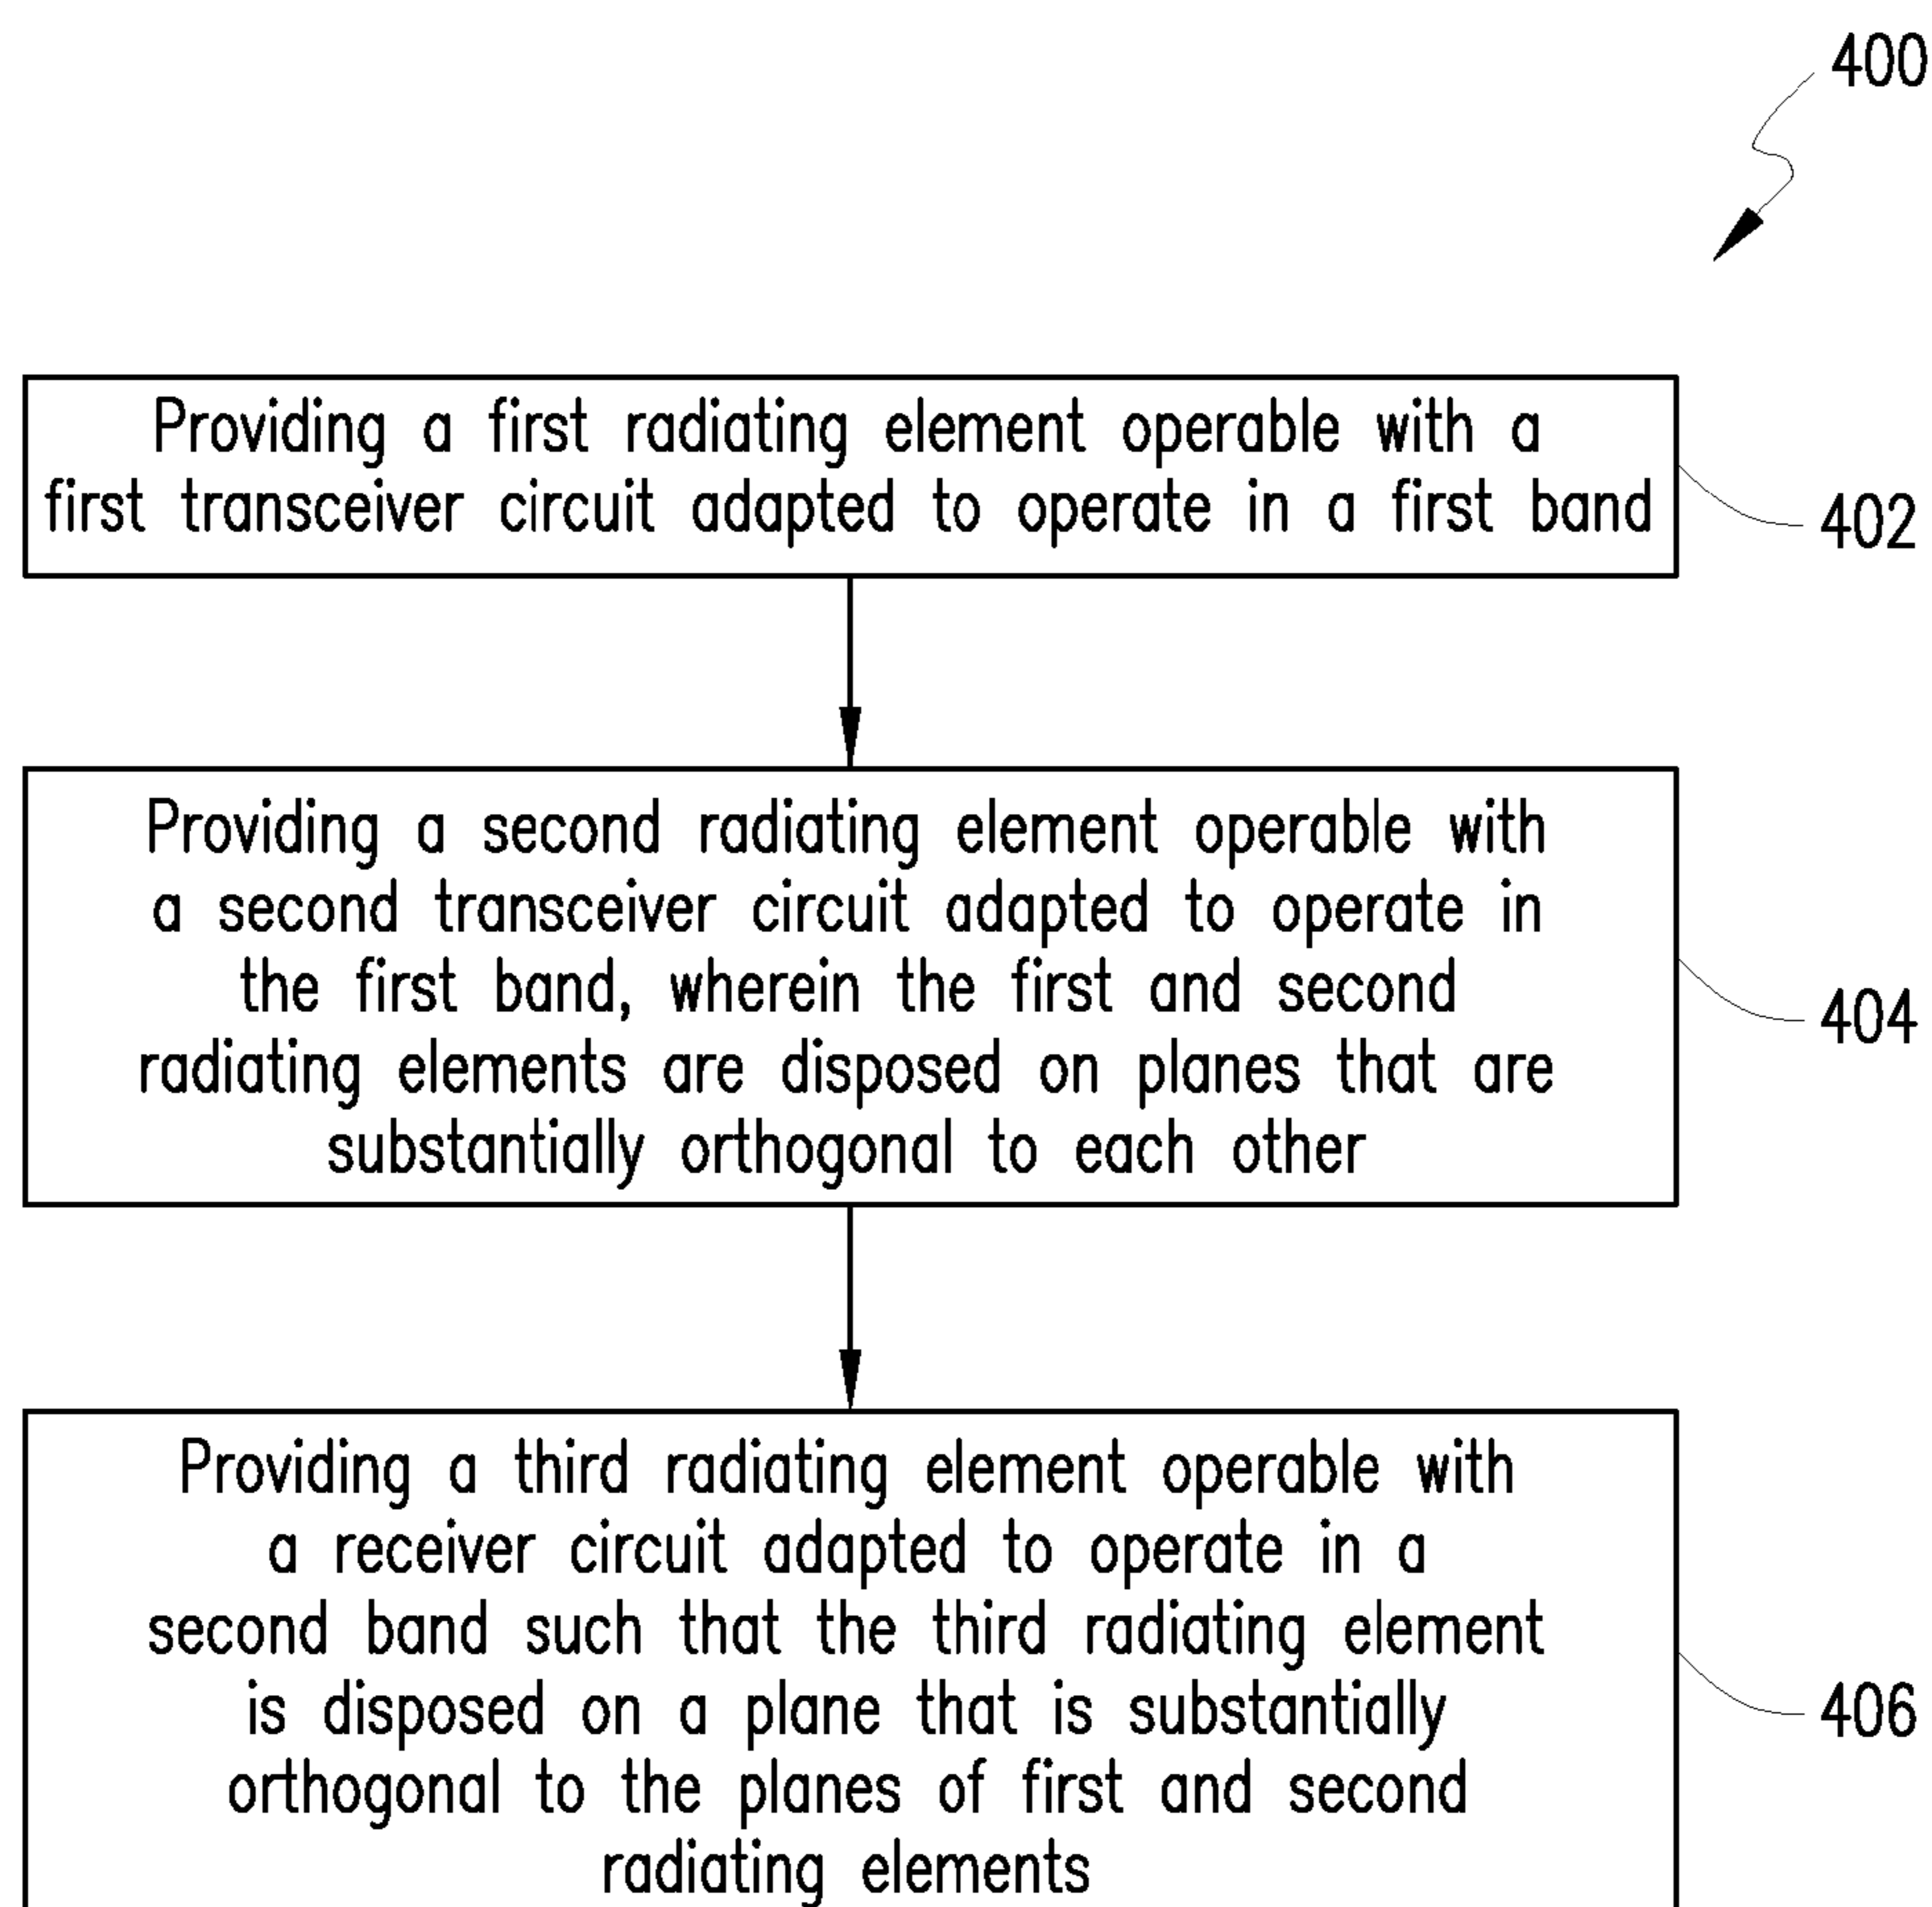 400
Providing a first radiating element operable with a
first transceiver circuit adapted to operate in a first band
402
Providing a second radiating element operable with
a second transceiver circuit adapted to operate in
the first band, wherein the first and second
radiating elements are disposed on planes that are
substantially orthogonal to each other
404
Providing a third radiating element operable with
a receiver circuit adapted to operate in a
second band such that the third radiating element
is disposed on a plane that is substantially
orthogonal to the planes of first and second
radiating elements
406